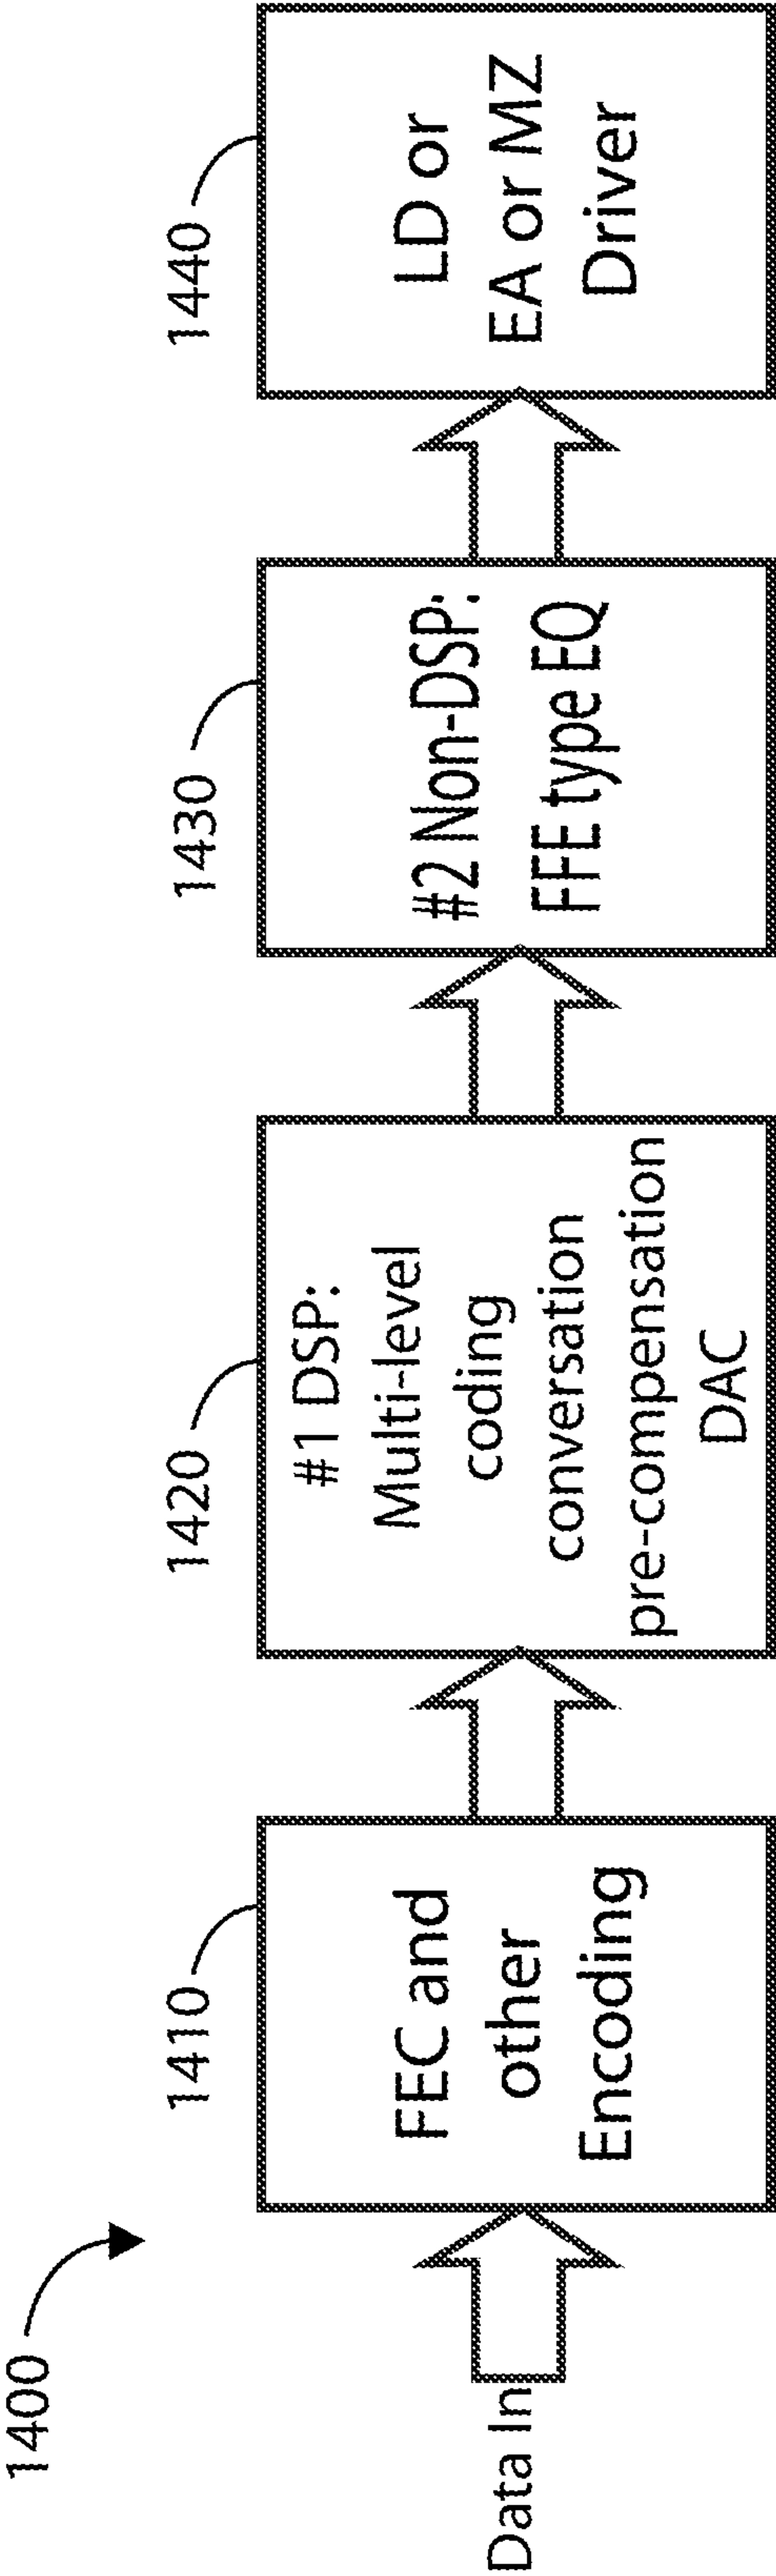 1400
Data In
1410
FEC and
other
Encoding
1420
#1 DSP:
Multi-level
coding
conversation
pre-compensation
DAC
1430
#2 Non-DSP:
FFE type EQ
1440
LD or
EA or MZ
Driver